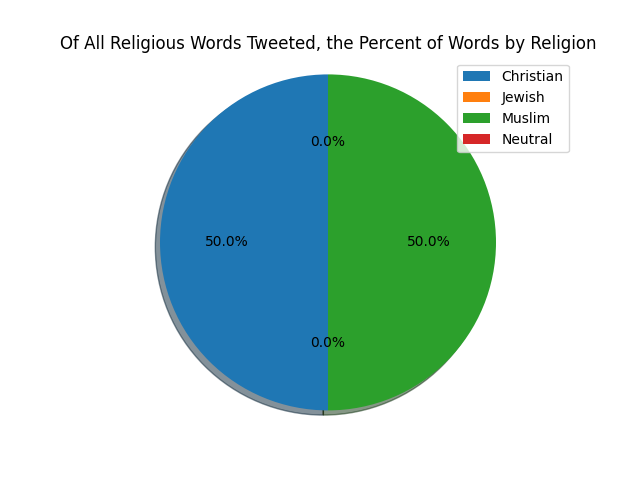 Of All Religious Words Tweeted, the Percent of Words by Religion
Christian
Jewish
Muslim
Neutral
0.0%
50.0%
50.0%
0.0%